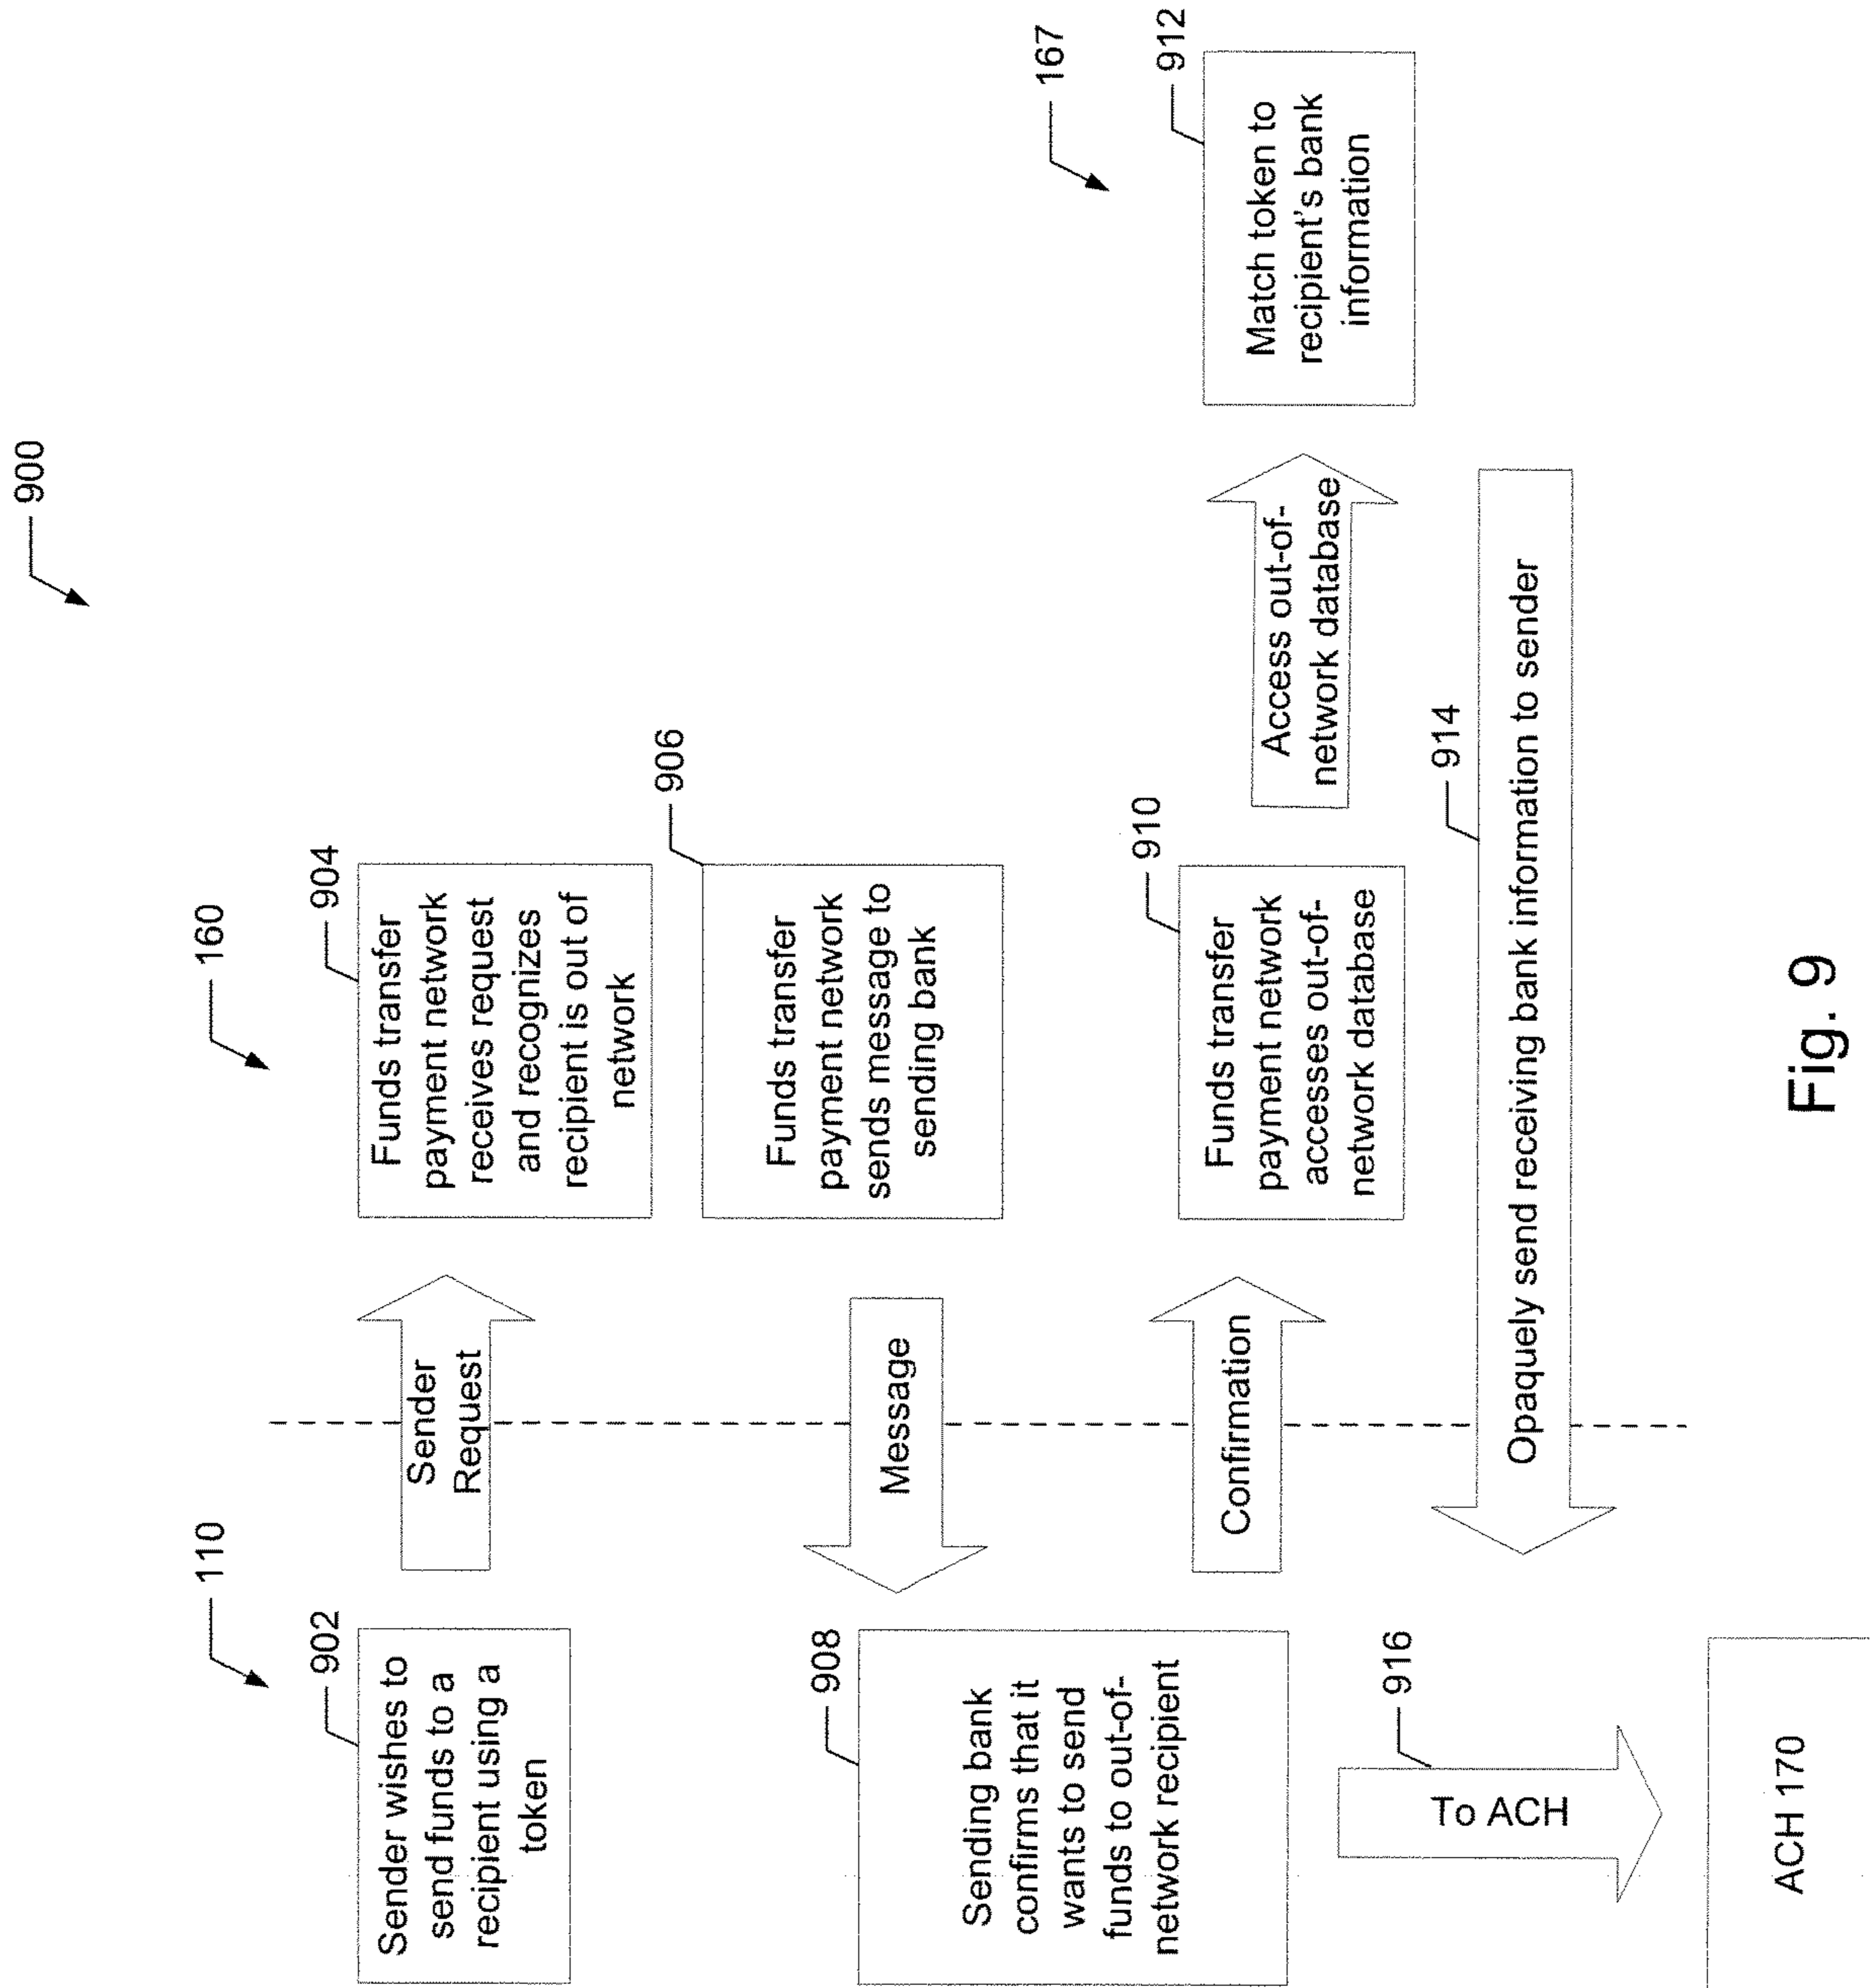 900
110
160
167
902
Sender wishes to
send funds to a
recipient using a
token
Sender
Request
904
Funds transfer
payment network
receives request
and recognizes
recipient is out of
network
906
Funds transfer
payment network
sends message to
sending bank
Message
908
Sending bank
confirms that it
wants to send
funds to out-of-
network recipient
Confirmation
910
Funds transfer
payment network
accesses out-of-
network database
Access out-of-
network database
912
Match token to
recipient's bank
information
914
Opaquely send receiving bank information to sender
916
To ACH
ACH 170
Fig. 9